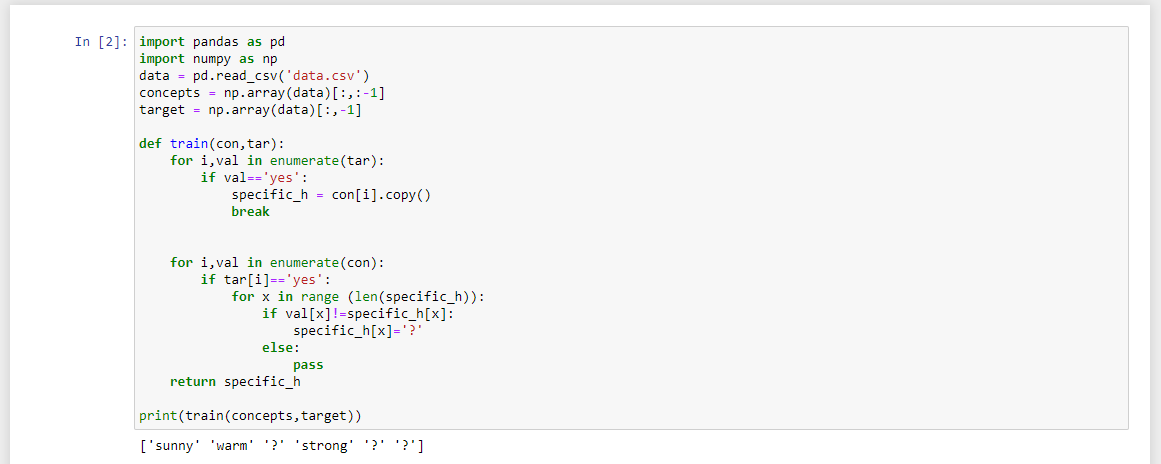 In [2]: import pandas as pd
import numpy as np
data = pd.read_csv('data.csv')
concepts = np.array(data)[:,:-1]
target = np.array(data)[:,-1]
def train(con,tar):
    for i,val in enumerate(tar):
        if val=='yes':
            specific_h = con[i].copy()
            break
    for i,val in enumerate(con):
        if tar[i]=='yes':
            for x in range (len(specific_h)):
                if val[x]!=specific_h[x]:
                    specific_h[x]='?'
                else:
                    pass
    return specific_h
print(train(concepts,target))
['sunny' 'warm' '?' 'strong' '?' '?']